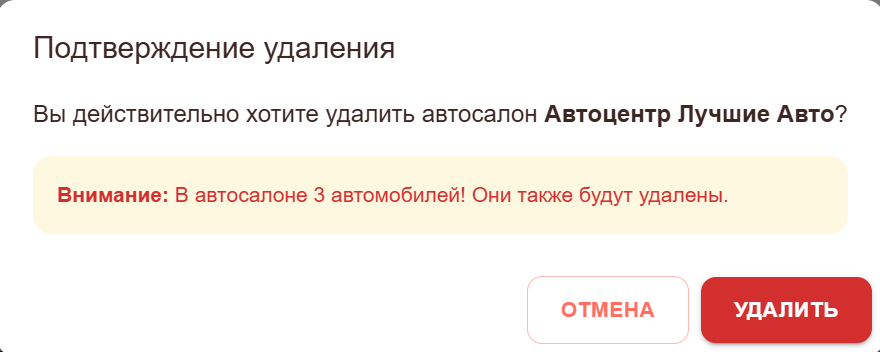 Подтверждение удаления
Вы действительно хотите удалить автосалон Автоцентр Лучшие Авто?
Внимание: В автосалоне 3 автомобилей! Они также будут удалены.
ОТМЕНА УДАЛИТЬ